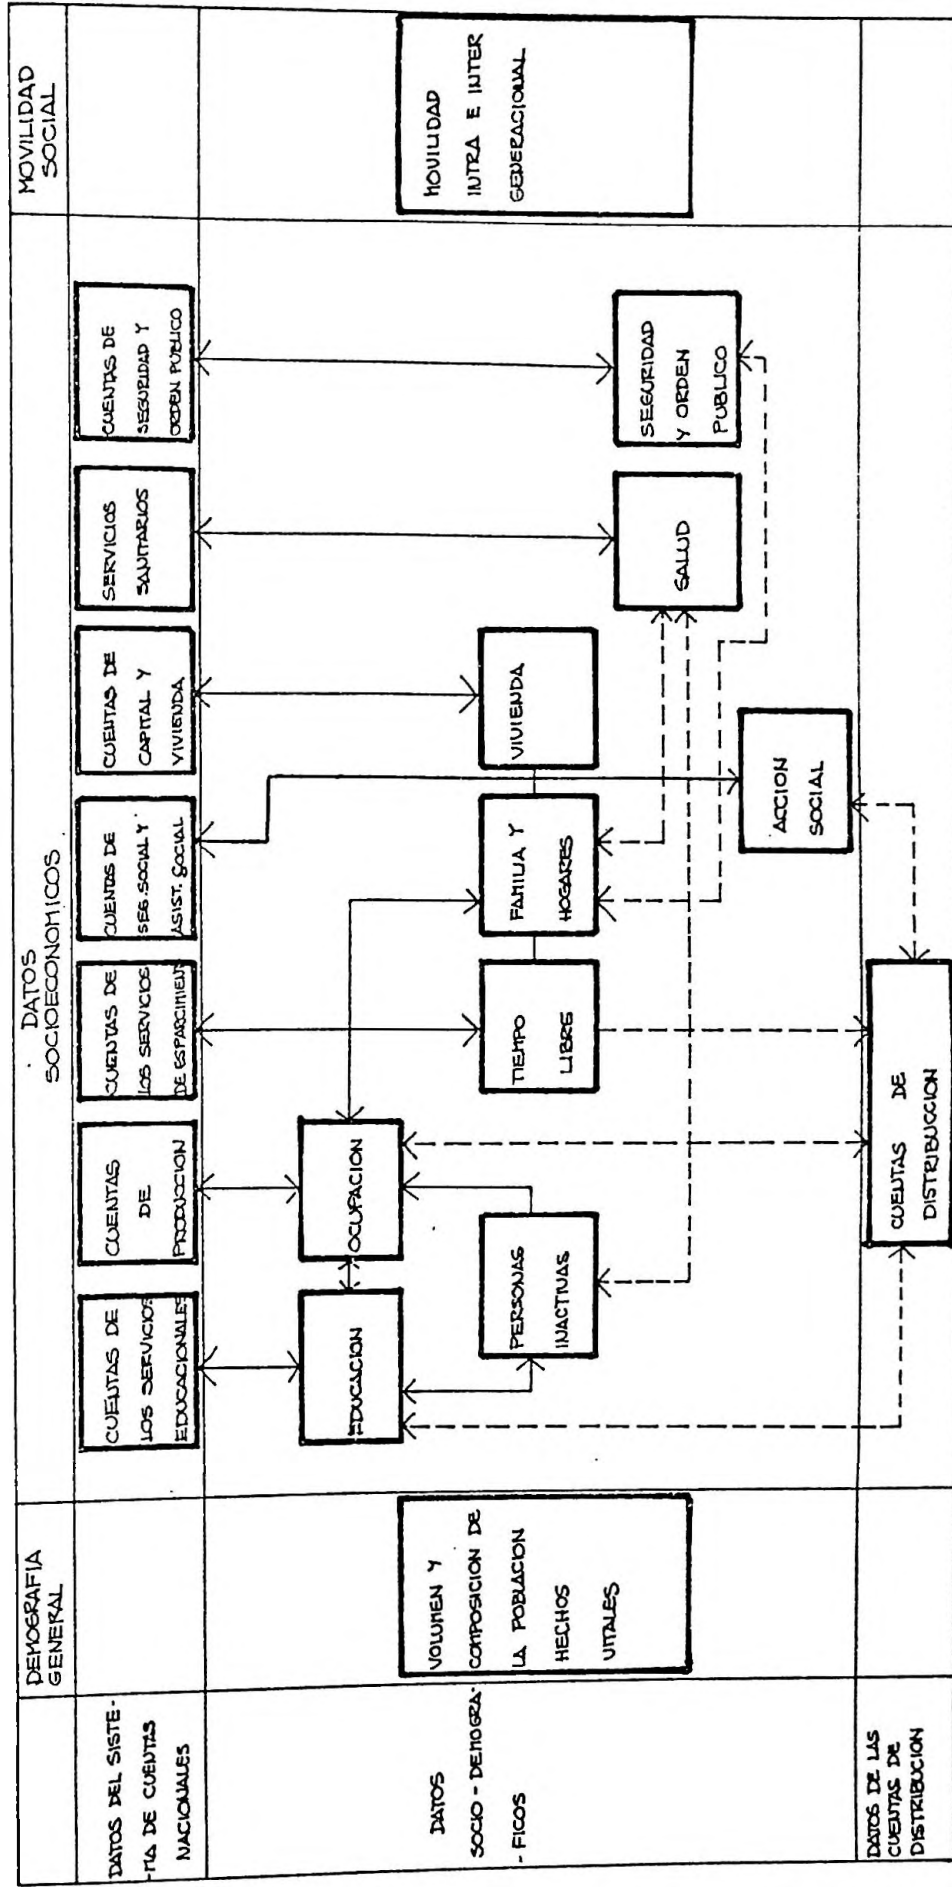 DEMOGRAFIA
GENERAL
DATOS
SOCIOECONOMICOS
MOVILIDAD
SOCIAL
DATOS DEL SISTE-
-MA DE CUENTAS
NACIONALES
CUENTAS DE
LOS SERVICIOS
EDUCACIONALES
CUENTAS
DE
PRODUCCION
CUENTAS DE
LOS SERVICIOS
DE ESPARCIMIENT
CUENTAS DE
SEG. SOCIAL Y
ASIST. SOCIAL
CUENTAS DE
CAPITAL Y
VIVIENDA
SERVICIOS
SANITARIOS
CUENTAS DE
SEGURIDAD Y
ORDEN PUBLICO
DATOS
SOCIO - DEMOGRA-
- FICOS
VOLUMEN Y
COMPOSICION DE
LA POBLACION
HECHOS
VITALES
EDUCACION
OCUPACION
PERSONAS
INACTIVAS
TIEMPO
LIBRE
FAMILIA Y
HOGARES
VIVIENDA
SALUD
SEGURIDAD
Y ORDEN
PUBLICO
ACCION
SOCIAL
MOVILIDAD
INTRA E INTER
GENERACIONAL
DATOS DE LAS
CUENTAS DE
DISTRIBUCION
CUENTAS DE
DISTRIBUCCION